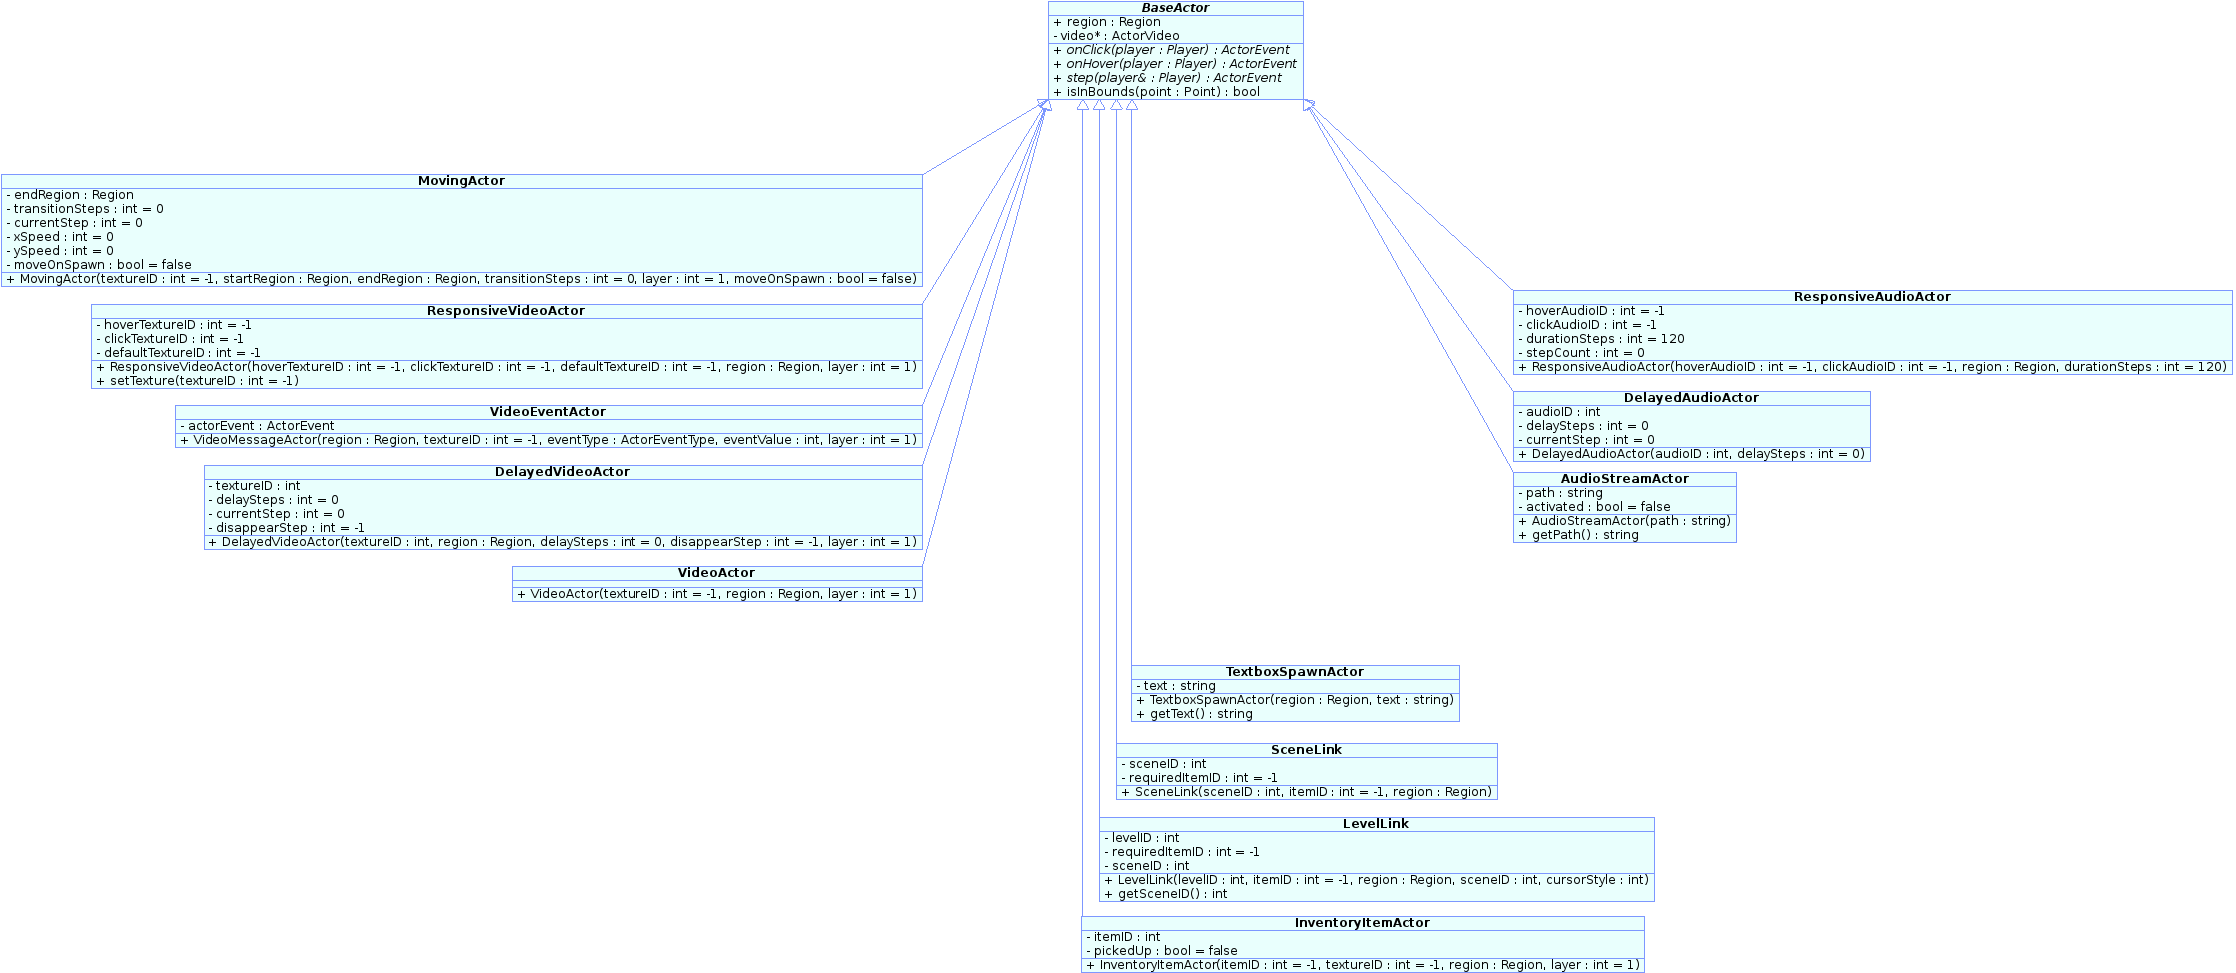 BaseActor
+ region : Region
- video* : ActorVideo
+ onClick(player : Player) : ActorEvent
+ onHover(player : Player) : ActorEvent
+ step(player& : Player) : ActorEvent
+ isInBounds(point : Point) : bool
MovingActor
- endRegion : Region
- transitionSteps : int = 0
- currentStep : int = 0
- xSpeed : int = 0
- ySpeed : int = 0
- moveOnSpawn : bool = false
+ MovingActor(textureID : int = -1, startRegion : Region, endRegion : Region, transitionSteps : int = 0, layer : int = 1, moveOnSpawn : bool = false)
ResponsiveVideoActor
- hoverTextureID : int = -1
- clickTextureID : int = -1
- defaultTextureID : int = -1
+ ResponsiveVideoActor(hoverTextureID : int = -1, clickTextureID : int = -1, defaultTextureID : int = -1, region : Region, layer : int = 1)
+ setTexture(textureID : int = -1)
VideoEventActor
- actorEvent : ActorEvent
+ VideoMessageActor(region : Region, textureID : int = -1, eventType : ActorEventType, eventValue : int, layer : int = 1)
DelayedVideoActor
- textureID : int
- delaySteps : int = 0
- currentStep : int = 0
- disappearStep : int = -1
+ DelayedVideoActor(textureID : int, region : Region, delaySteps : int = 0, disappearStep : int = -1, layer : int = 1)
VideoActor
+ VideoActor(textureID : int = -1, region : Region, layer : int = 1)
ResponsiveAudioActor
- hoverAudioID : int = -1
- clickAudioID : int = -1
- durationSteps : int = 120
- stepCount : int = 0
+ ResponsiveAudioActor(hoverAudioID : int = -1, clickAudioID : int = -1, region : Region, durationSteps : int = 120)
DelayedAudioActor
- audioID : int
- delaySteps : int = 0
- currentStep : int = 0
+ DelayedAudioActor(audioID : int, delaySteps : int = 0)
AudioStreamActor
- path : string
- activated : bool = false
+ AudioStreamActor(path : string)
+ getPath() : string
TextboxSpawnActor
- text : string
+ TextboxSpawnActor(region : Region, text : string)
+ getText() : string
SceneLink
- sceneID : int
- requiredItemID : int = -1
+ SceneLink(sceneID : int, itemID : int = -1, region : Region)
LevelLink
- levelID : int
- requiredItemID : int = -1
- sceneID : int
+ LevelLink(levelID : int, itemID : int = -1, region : Region, sceneID : int, cursorStyle : int)
+ getSceneID() : int
InventoryItemActor
- itemID : int
- pickedUp : bool = false
+ InventoryItemActor(itemID : int = -1, textureID : int = -1, region : Region, layer : int = 1)